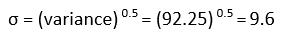 σ = (variance) ⁰·⁵ = (92.25) ⁰·⁵ = 9.6